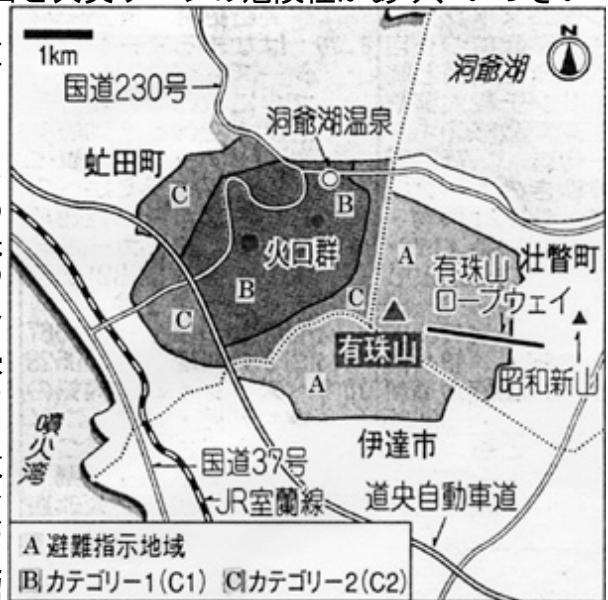 1km
国道230号
洞爺湖
N
洞爺湖温泉
虻田町
C
B
火口群
A
有珠山
ロープウェイ
壮瞥町
B
C
C
有珠山
昭和新山
A
噴火湾
伊達市
国道37号
JR室蘭線
道央自動車道
A 避難指示地域
B カテゴリー1(C1) C カテゴリー2(C2)